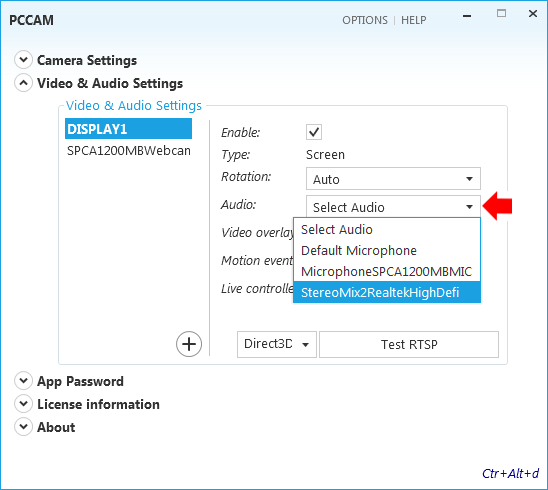 PCCAM
OPTIONS | HELP
Camera Settings
Video & Audio Settings
Video & Audio Settings
DISPLAY1
SPCA1200MBWebcan
Enable:
Type: Screen
Rotation: Auto
Audio: Select Audio
Select Audio
Video overlay
Default Microphone
Motion event
MicrophoneSPCA1200MBMIC
Live controlle
StereoMix2RealtekHighDefi
Direct3D
Test RTSP
App Password
License information
About
Ctr+Alt+d